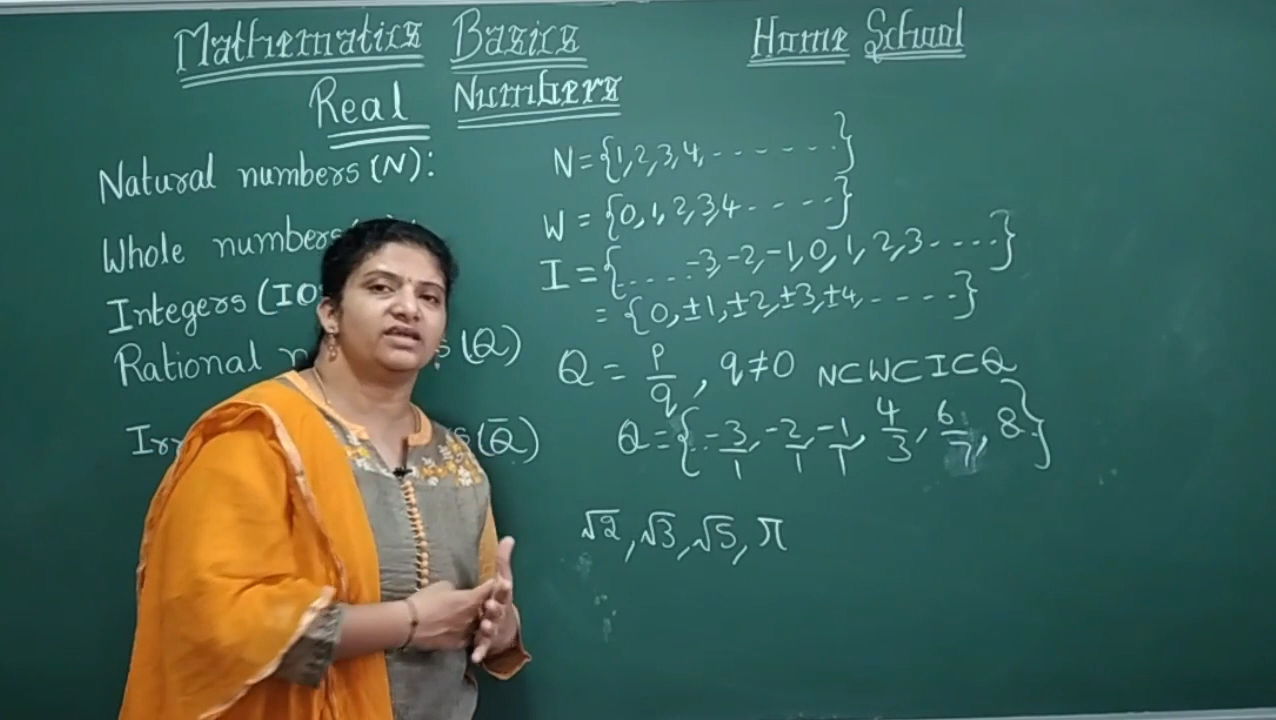 Mathematics Basics Home School
Real Numbers
Natural numbers (N): N = {1, 2, 3, 4, - - - - - - .}
Whole numbers W = {0, 1, 2, 3, 4 - - - - -}
Integers (I I = {.... -3, -2, -1, 0, 1, 2, 3 - - - - .}
= {0, ±1, ±2, ±3, ±4, - - - - -}
Rational (Q) Q = p/q, q ≠ 0 N⊂W⊂I⊂Q
(Q̄) Q = {-3/1, -2/1, -1/1, 4/3, 6/7, 8}
√2, √3, √5, π